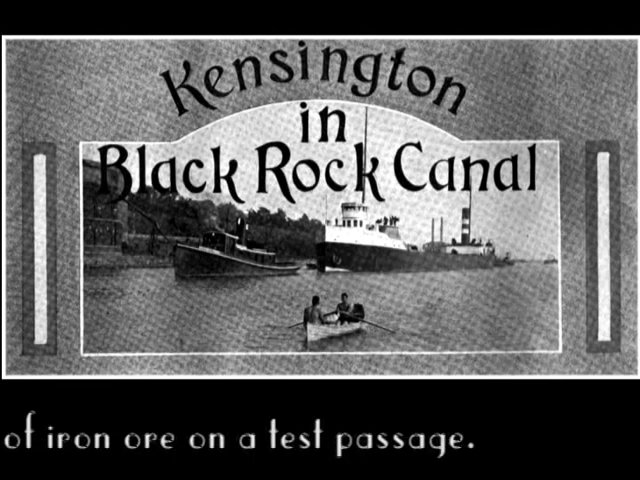 Kensington
in
Black Rock Canal
of iron ore on a test passage.